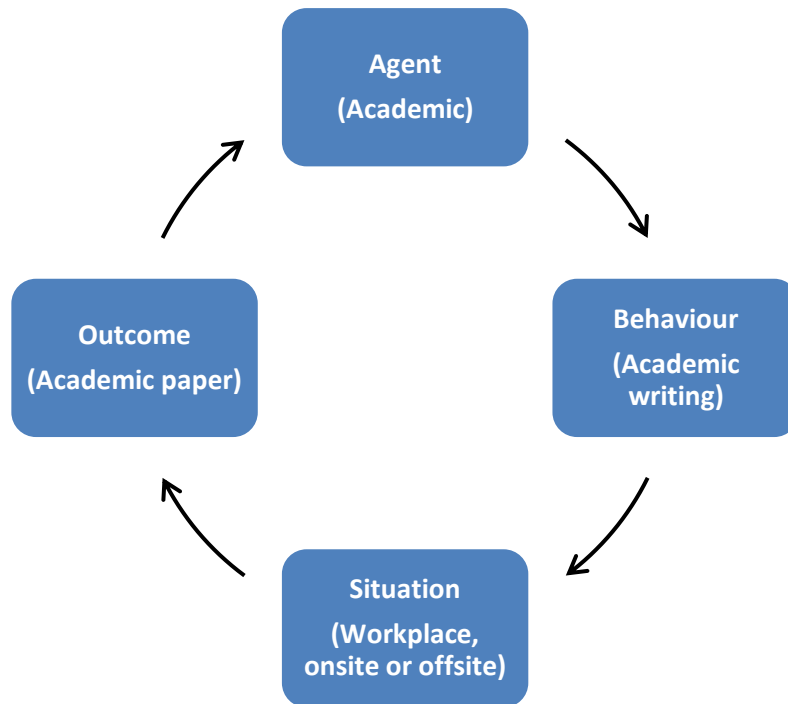 Agent
(Academic)
Behaviour
(Academic
writing)
Situation
(Workplace,
onsite or offsite)
Outcome
(Academic paper)